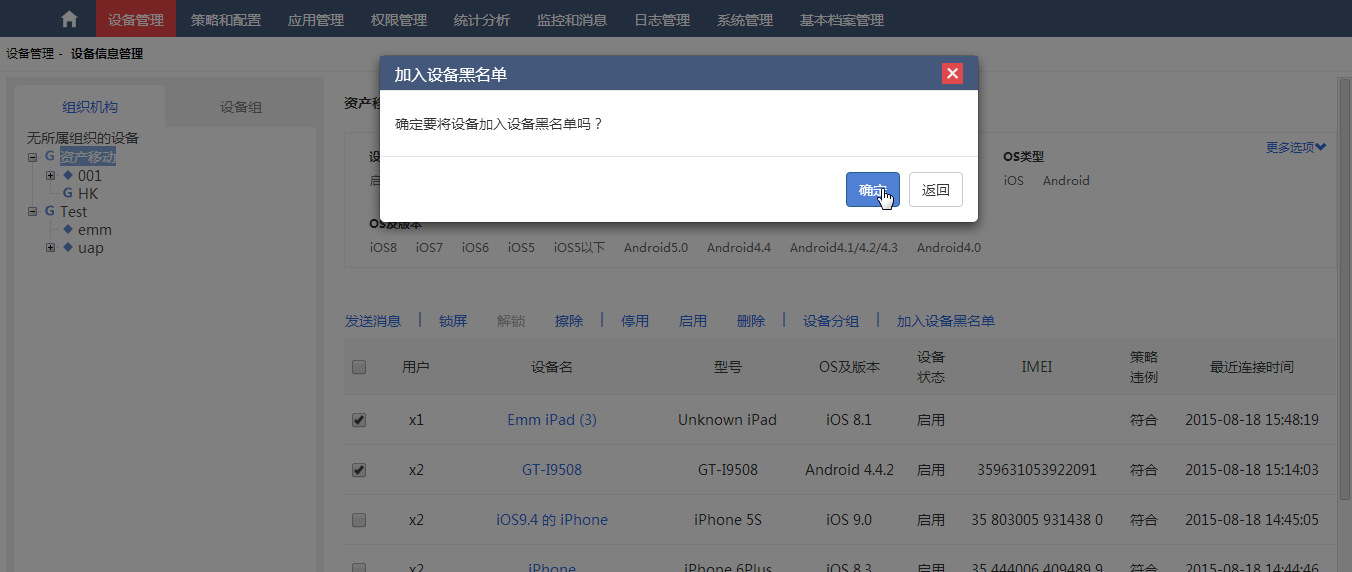 设备管理 策略和配置 应用管理 权限管理 统计分析 监控和消息 日志管理 系统管理 基本档案管理
设备管理 - 设备信息管理
加入设备黑名单
确定要将设备加入设备黑名单吗？
确定 返回
组织机构 设备组
无所属组织的设备
G 资产移动
001
G HK
G Test
emm
uap
资产移
设
启
更多选项
OS类型
iOS Android
OS及版本
iOS8 iOS7 iOS6 iOS5 iOS5以下 Android5.0 Android4.4 Android4.1/4.2/4.3 Android4.0
发送消息 | 锁屏 解锁 擦除 | 停用 启用 删除 | 设备分组 | 加入设备黑名单
用户 设备名 型号 OS及版本 设备状态 IMEI 策略违例 最近连接时间
x1 Emm iPad (3) Unknown iPad iOS 8.1 启用 符合 2015-08-18 15:48:19
x2 GT-I9508 GT-I9508 Android 4.4.2 启用 359631053922091 符合 2015-08-18 15:14:03
x2 iOS9.4 的 iPhone iPhone 5S iOS 9.0 启用 35 803005 931438 0 符合 2015-08-18 14:45:05
x2 iPhone iPhone 6Plus iOS 8.3 启用 35 444006 409489 9 符合 2015-08-18 14:44:46